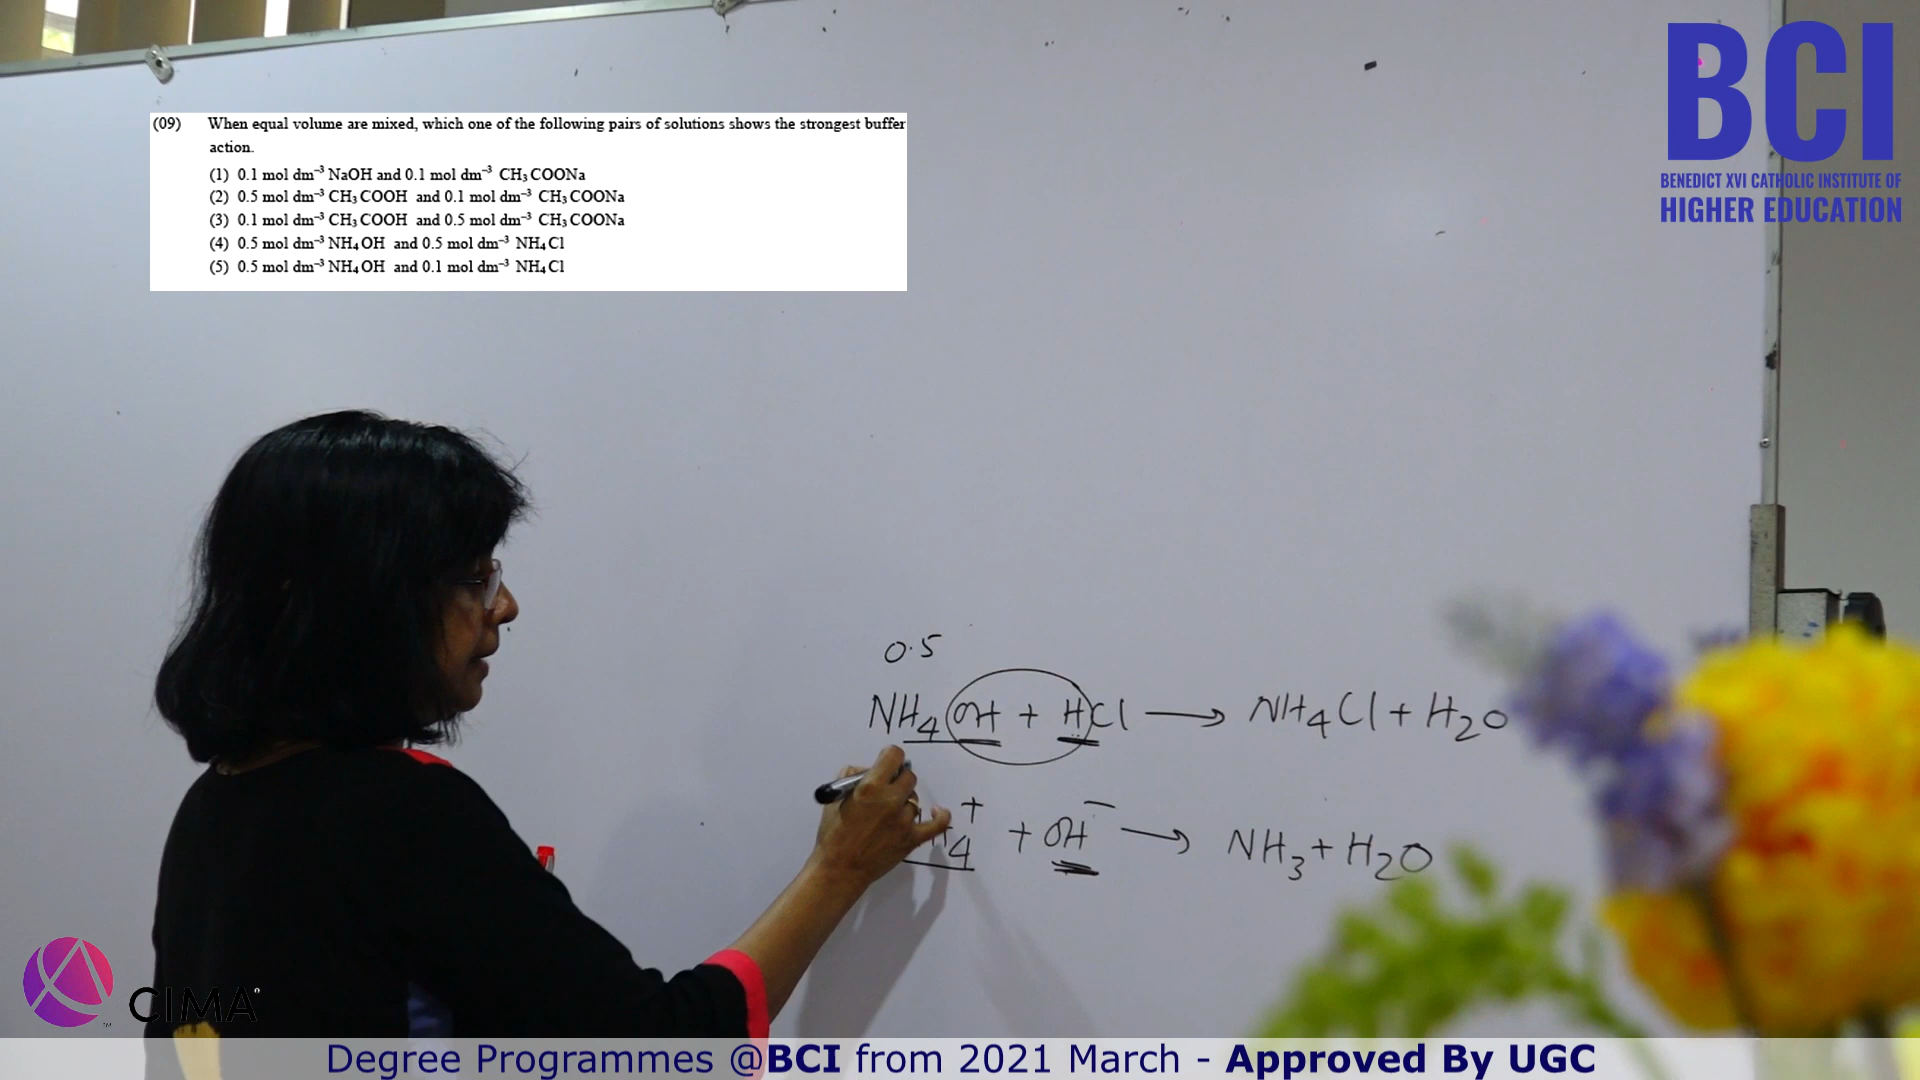 BCI
BENEDICT XVI CATHOLIC INSTITUTE OF
HIGHER EDUCATION
(09) When equal volume are mixed, which one of the following pairs of solutions shows the strongest buffer
action.
(1) 0.1 mol dm⁻³ NaOH and 0.1 mol dm⁻³ CH₃COONa
(2) 0.5 mol dm⁻³ CH₃COOH and 0.1 mol dm⁻³ CH₃COONa
(3) 0.1 mol dm⁻³ CH₃COOH and 0.5 mol dm⁻³ CH₃COONa
(4) 0.5 mol dm⁻³ NH₄OH and 0.5 mol dm⁻³ NH₄Cl
(5) 0.5 mol dm⁻³ NH₄OH and 0.1 mol dm⁻³ NH₄Cl
0.5
NH₄OH + HCl → NH₄Cl + H₂O
₄⁺ + OH⁻ → NH₃ + H₂O
CIMA
Degree Programmes @BCI from 2021 March - Approved By UGC